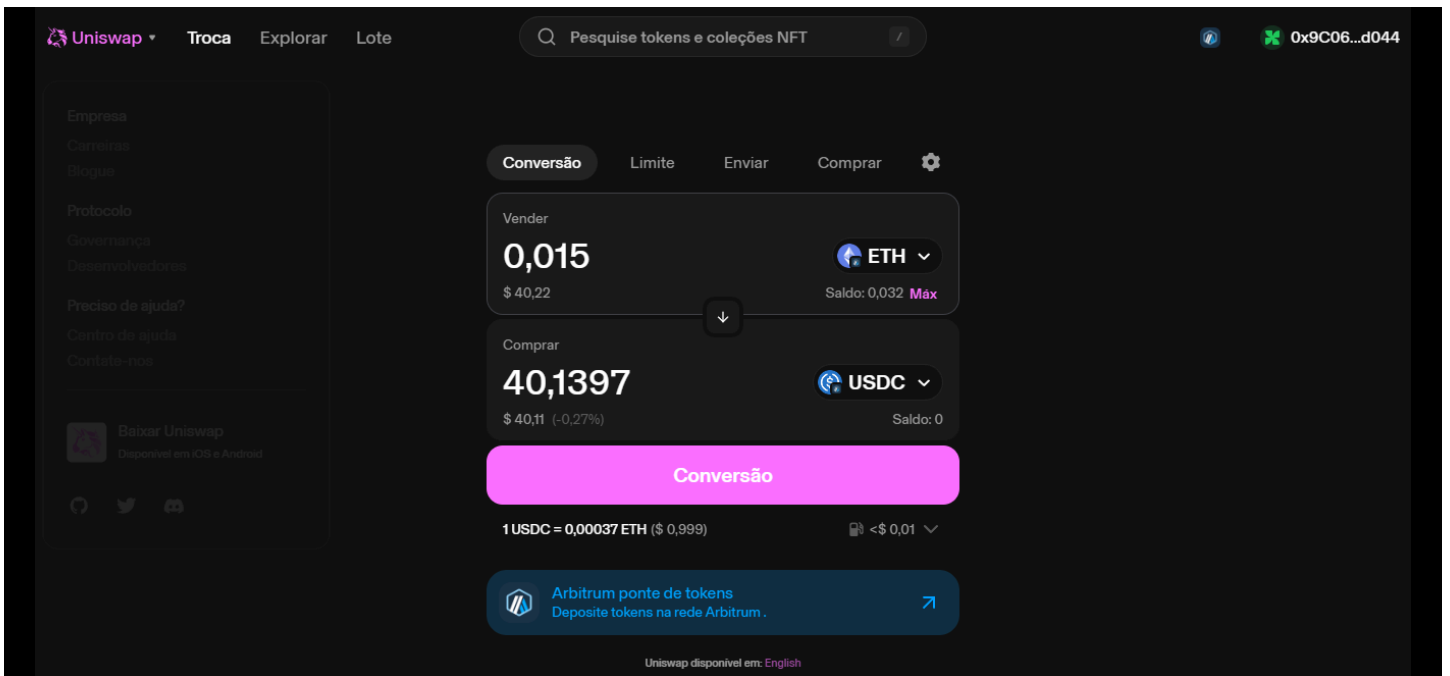 Uniswap Troca Explorar Lote Pesquise tokens e coleções NFT / 0x9C06...d044
Empresa
Carreiras
Blogue
Protocolo
Governança
Desenvolvedores
Preciso de ajuda?
Centro de ajuda
Contate-nos
Baixar Uniswap
Disponível em iOS e Android
Conversão Limite Enviar Comprar
Vender
0,015 ETH
$ 40,22 Saldo: 0,032 Máx
Comprar
40,1397 USDC
$ 40,11 (-0,27%) Saldo: 0
Conversão
1 USDC = 0,00037 ETH ($ 0,999) <$ 0,01
Arbitrum ponte de tokens
Deposite tokens na rede Arbitrum .
Uniswap disponível em: English